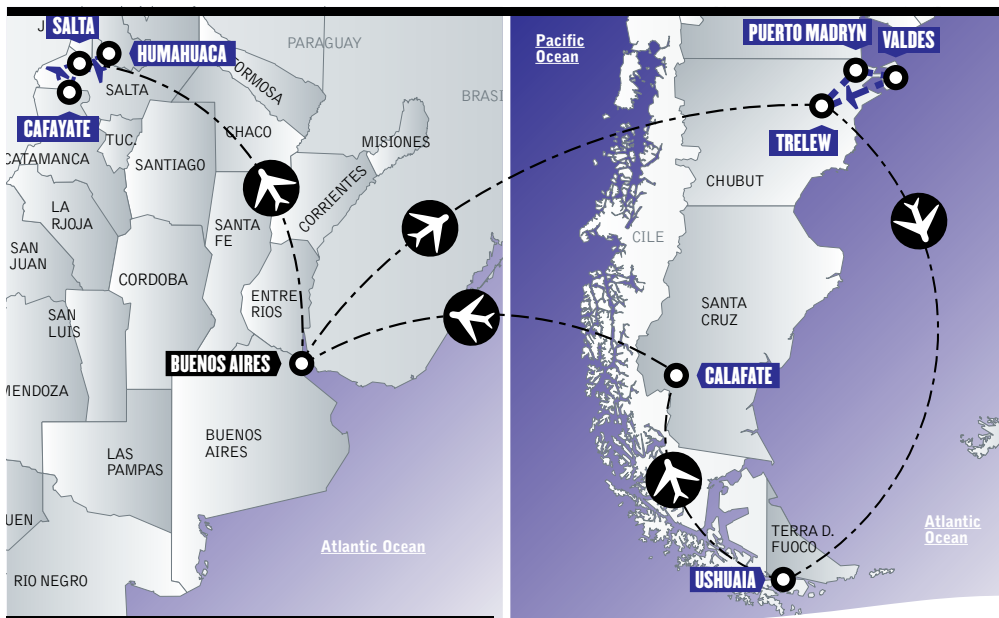 J
SALTA
HUMAHUACA
PARAGUAY
ORMOSA
SALTA
BRASI
CAFAYATE
TUC.
CHACO
MISIONES
CATAMANCA
SANTIAGO
CORRIENTES
LA
RJOJA
SANTA
FE
SAN
JUAN
CORDOBA
ENTRE
RIOS
SAN
LUIS
BUENOS AIRES
MENDOZA
BUENOS
AIRES
LAS
PAMPAS
UEN
Atlantic Ocean
RIO NEGRO
Pacific
Ocean
PUERTO MADRYN
VALDES
TRELEW
CHUBUT
CILE
SANTA
CRUZ
CALAFATE
Atlantic
Ocean
TERRA D.
FUOCO
USHUAIA